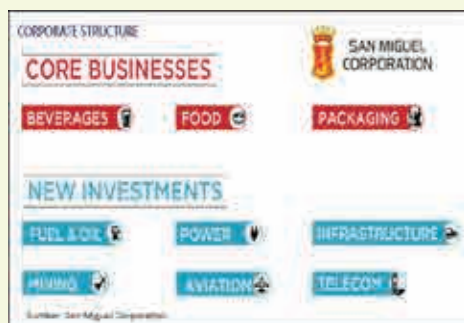 CORPORATE STRUCTURE
SAN MIGUEL
CORPORATION
CORE BUSINESSES
BEVERAGES
FOOD
PACKAGING
NEW INVESTMENTS
FUEL & OIL
POWER
INFRASTRUCTURE
MINING
AVIATION
TELECOM
Sumber: San Miguel Corporation